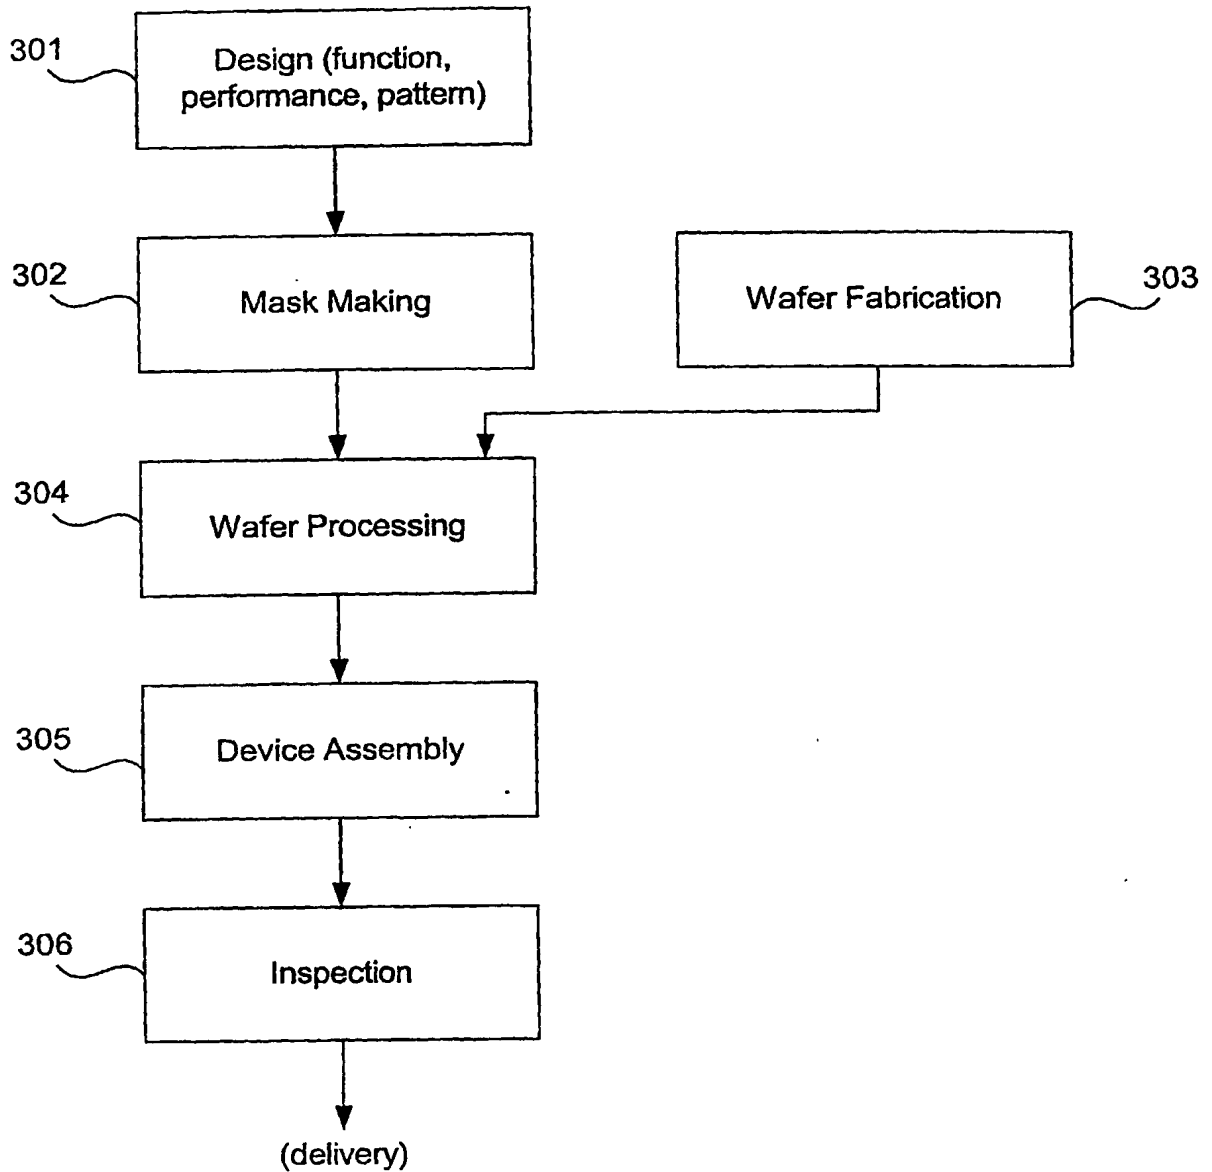 301
Design (function,
performance, pattern)
302
Mask Making
Wafer Fabrication
303
304
Wafer Processing
305
Device Assembly
306
Inspection
(delivery)